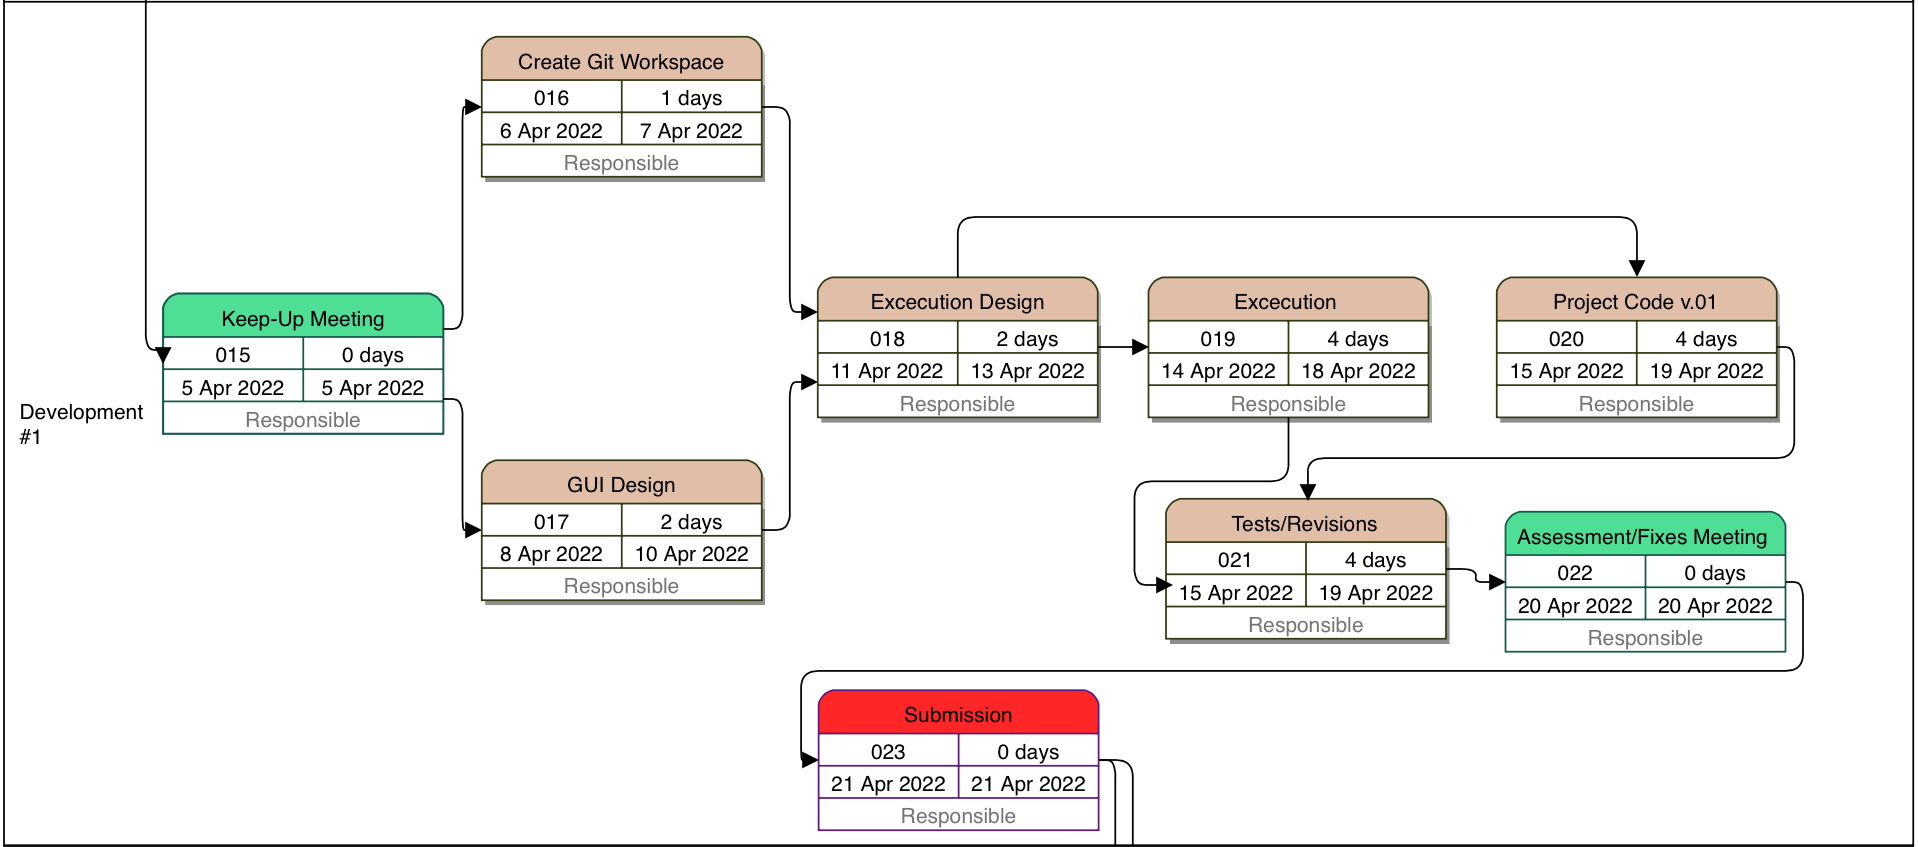 Development
#1
Keep-Up Meeting
015 0 days
5 Apr 2022 5 Apr 2022
Responsible
Create Git Workspace
016 1 days
6 Apr 2022 7 Apr 2022
Responsible
GUI Design
017 2 days
8 Apr 2022 10 Apr 2022
Responsible
Excecution Design
018 2 days
11 Apr 2022 13 Apr 2022
Responsible
Excecution
019 4 days
14 Apr 2022 18 Apr 2022
Responsible
Project Code v.01
020 4 days
15 Apr 2022 19 Apr 2022
Responsible
Tests/Revisions
021 4 days
15 Apr 2022 19 Apr 2022
Responsible
Assessment/Fixes Meeting
022 0 days
20 Apr 2022 20 Apr 2022
Responsible
Submission
023 0 days
21 Apr 2022 21 Apr 2022
Responsible